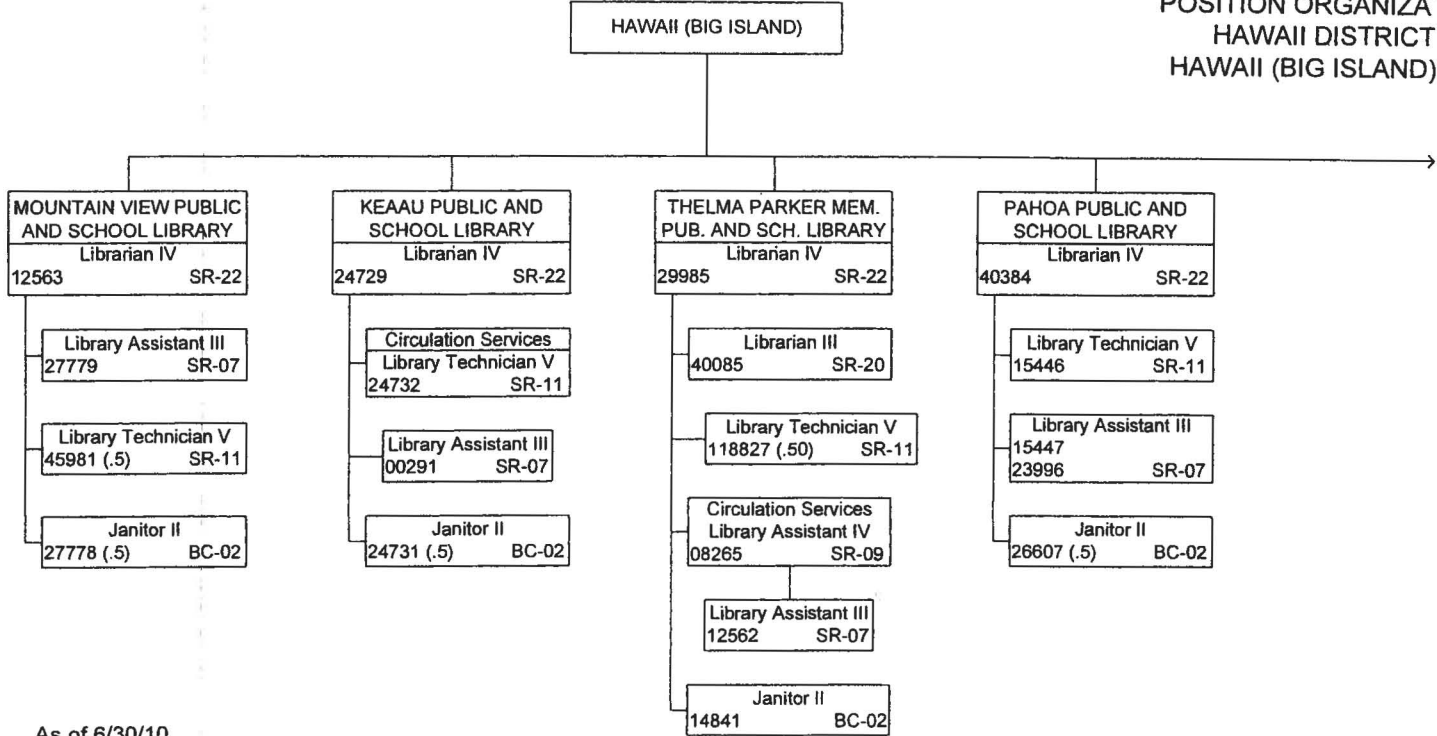 POSITION ORGANIZA
HAWAII DISTRICT
HAWAII (BIG ISLAND)
HAWAII (BIG ISLAND)
MOUNTAIN VIEW PUBLIC
AND SCHOOL LIBRARY
Librarian IV
12563 SR-22
Library Assistant III
27779 SR-07
Library Technician V
45981 (.5) SR-11
Janitor II
27778 (.5) BC-02
KEAAU PUBLIC AND
SCHOOL LIBRARY
Librarian IV
24729 SR-22
Circulation Services
Library Technician V
24732 SR-11
Library Assistant III
00291 SR-07
Janitor II
24731 (.5) BC-02
THELMA PARKER MEM.
PUB. AND SCH. LIBRARY
Librarian IV
29985 SR-22
Librarian III
40085 SR-20
Library Technician V
118827 (.50) SR-11
Circulation Services
Library Assistant IV
08265 SR-09
Library Assistant III
12562 SR-07
Janitor II
14841 BC-02
PAHOA PUBLIC AND
SCHOOL LIBRARY
Librarian IV
40384 SR-22
Library Technician V
15446 SR-11
Library Assistant III
15447
23996 SR-07
Janitor II
26607 (.5) BC-02
As of 6/30/10